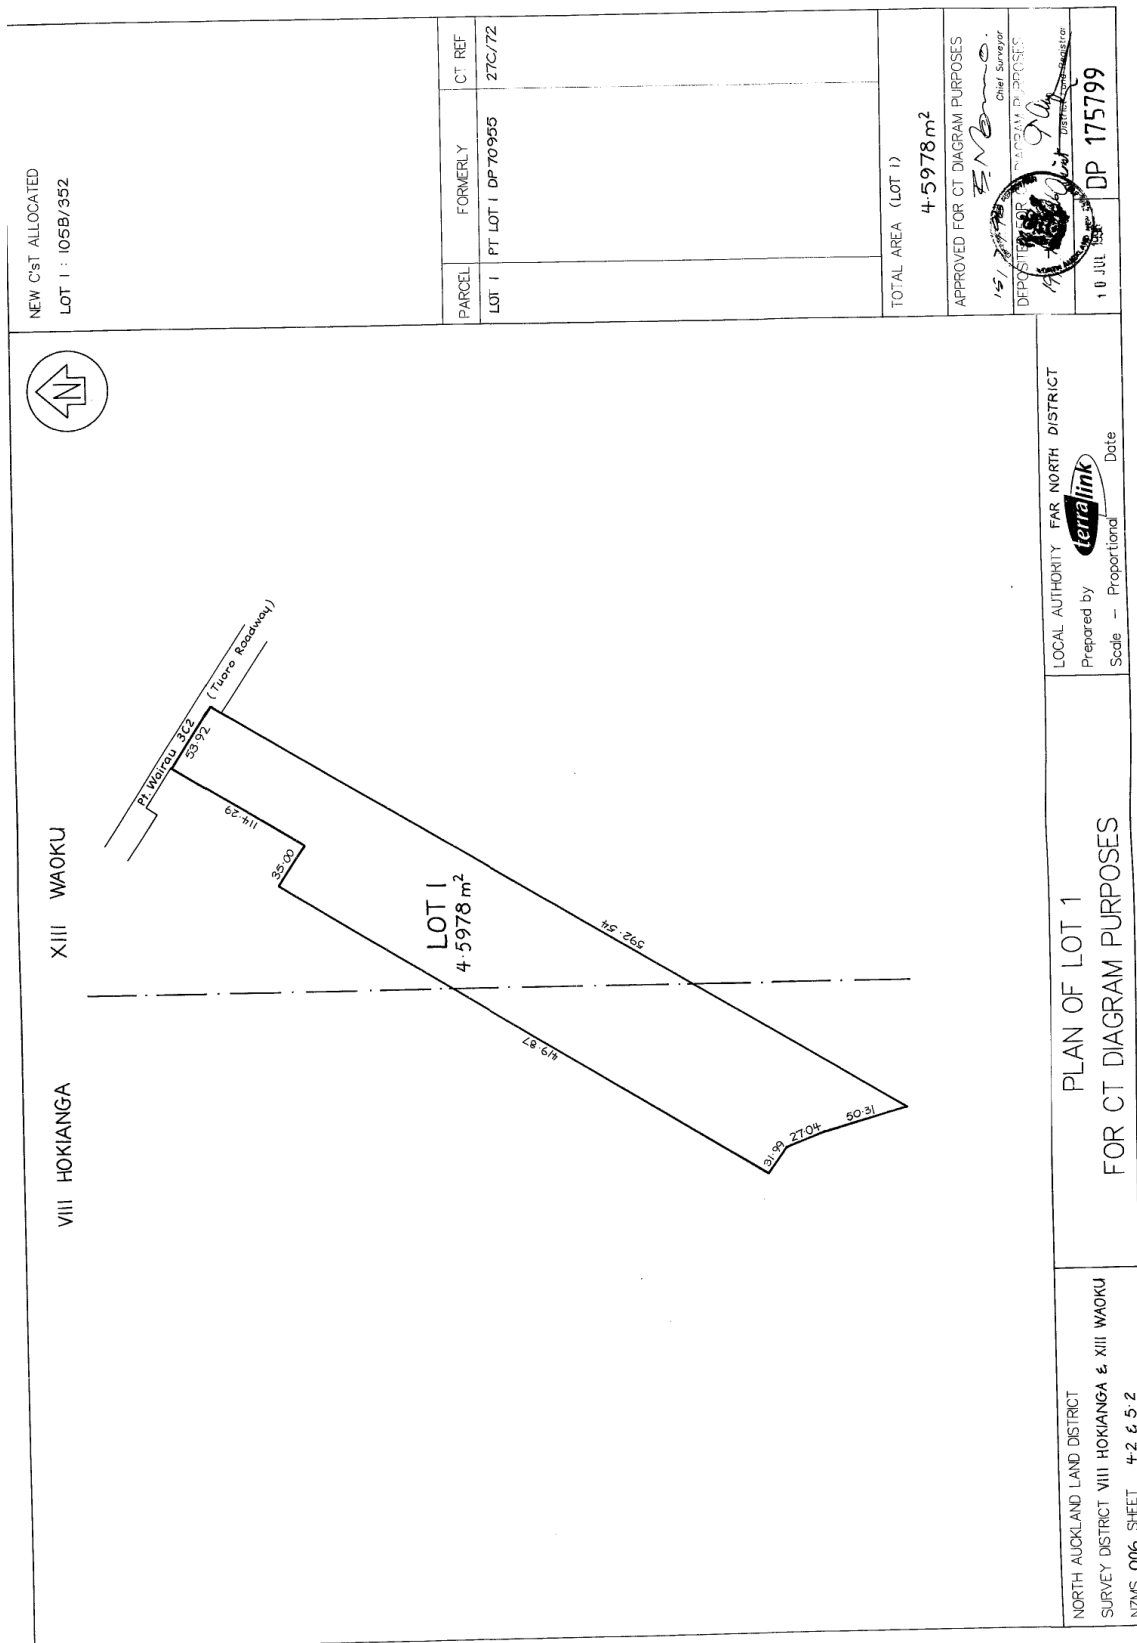 NEW C'sT ALLOCATED
LOT 1 : 105B/352
PARCEL FORMERLY CT REF
LOT 1 PT LOT 1 DP 70955 27C/72
TOTAL AREA (LOT 1)
4·5978m²
APPROVED FOR CT DIAGRAM PURPOSES
Chief Surveyor
DEPOSITED FOR DIAGRAM PURPOSES
District Land Registrar
10 JUL
DP 175799
VIII HOKIANGA
XIII WAOKU
N
Pt. Wairau 3C2
(Tuoro Roadway)
53·92
114·29
35·00
LOT 1
4·5978m²
592·54
419·87
31·99
27·04
50·31
NORTH AUCKLAND LAND DISTRICT
SURVEY DISTRICT VIII HOKIANGA & XIII WAOKU
NZMS 006 SHEET 4·2 & 5·2
PLAN OF LOT 1
FOR CT DIAGRAM PURPOSES
LOCAL AUTHORITY FAR NORTH DISTRICT
Prepared by terralink
Scale - Proportional Date